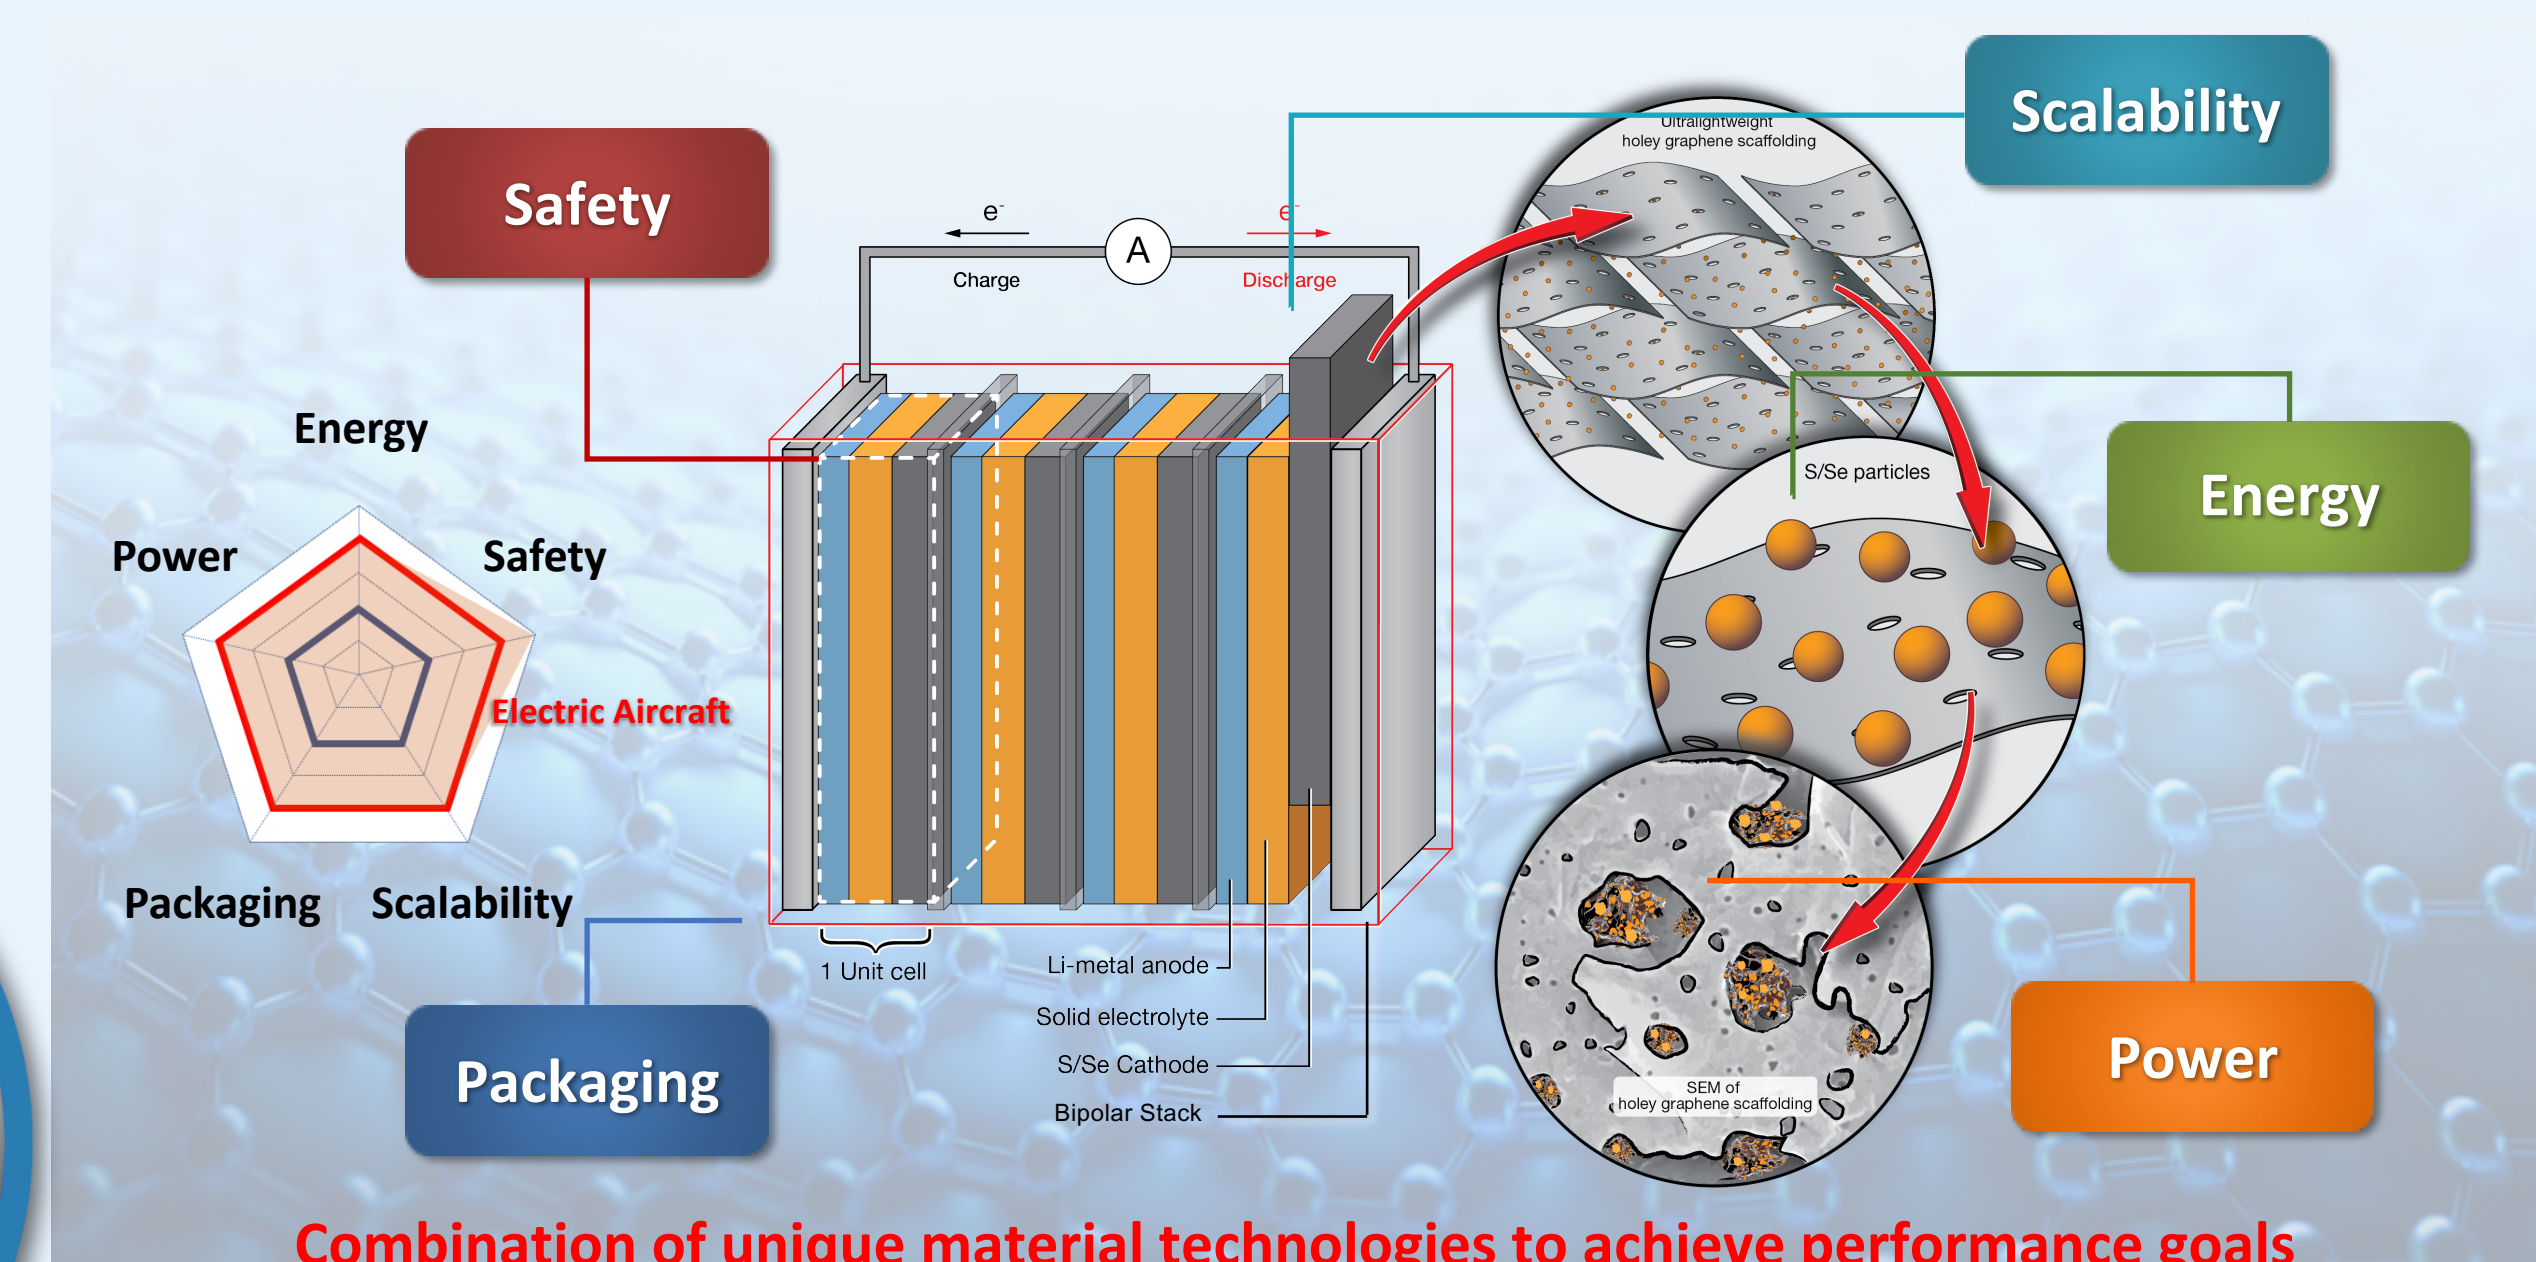 Scalability
Ultralightweight
holey graphene scaffolding
Safety
e-
e-
A
Charge
Discharge
Energy
S/Se particles
Energy
Power
Safety
Electric Aircraft
Packaging
Scalability
1 Unit cell
Li-metal anode
Solid electrolyte
S/Se Cathode
Bipolar Stack
Packaging
Power
SEM of
holey graphene scaffolding
Combination of unique material technologies to achieve performance goals